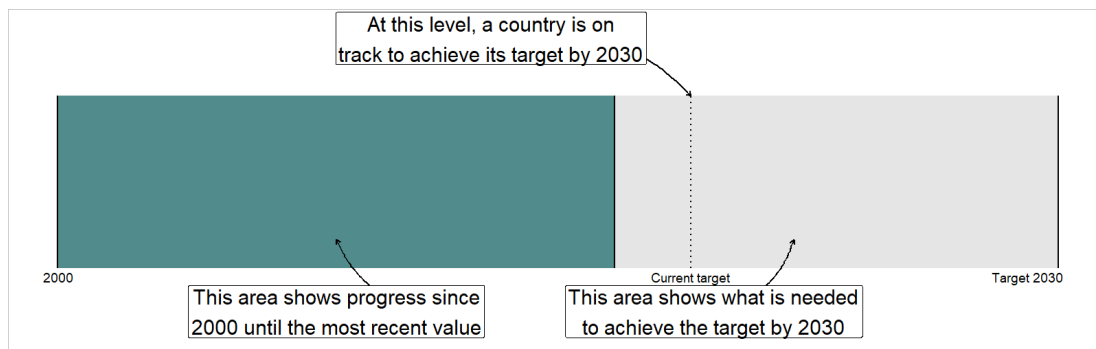 At this level, a country is on
track to achieve its target by 2030
2000
Current target
Target 2030
This area shows progress since
2000 until the most recent value
This area shows what is needed
to achieve the target by 2030